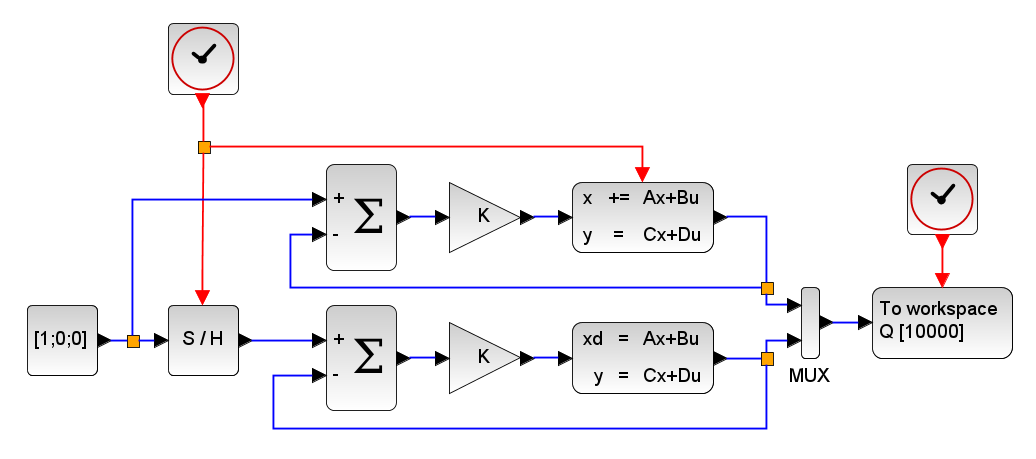 +
-
Σ
K
x += Ax+Bu
y = Cx+Du
[1;0;0]
S / H
+
-
Σ
K
xd = Ax+Bu
y = Cx+Du
MUX
To workspace
Q [10000]